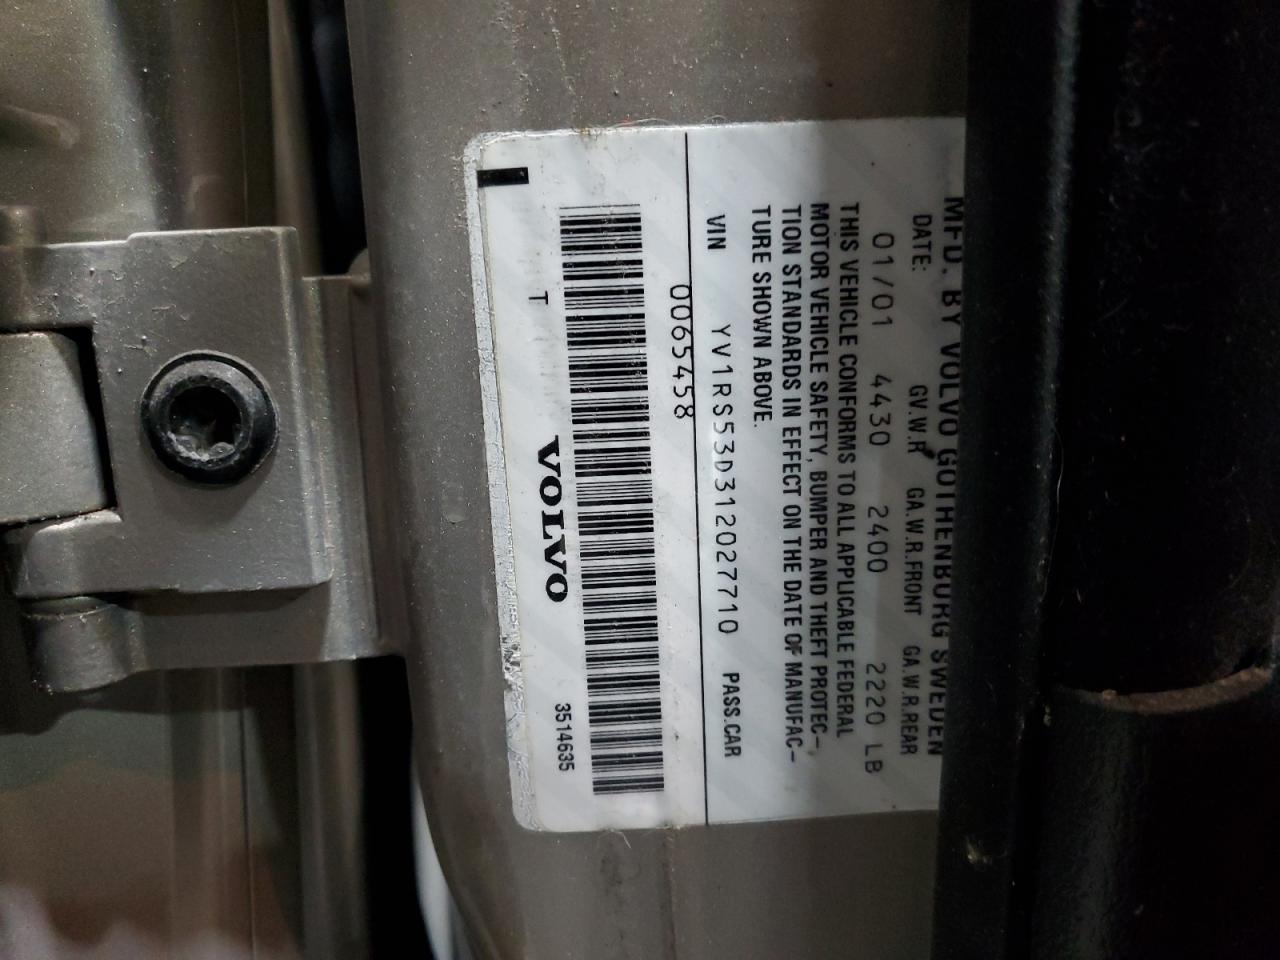 MFD. BY VOLVO GOTHENBURG SWEDEN
DATE: GV.W.R GA.W.R.FRONT GA.W.R.REAR
01/01 4430 2400 2220 LB
THIS VEHICLE CONFORMS TO ALL APPLICABLE FEDERAL
MOTOR VEHICLE SAFETY, BUMPER AND THEFT PROTEC-
TION STANDARDS IN EFFECT ON THE DATE OF MANUFAC-
TURE SHOWN ABOVE.
VIN YV1RS53D312027710 PASS.CAR
0065458
T VOLVO 3514635